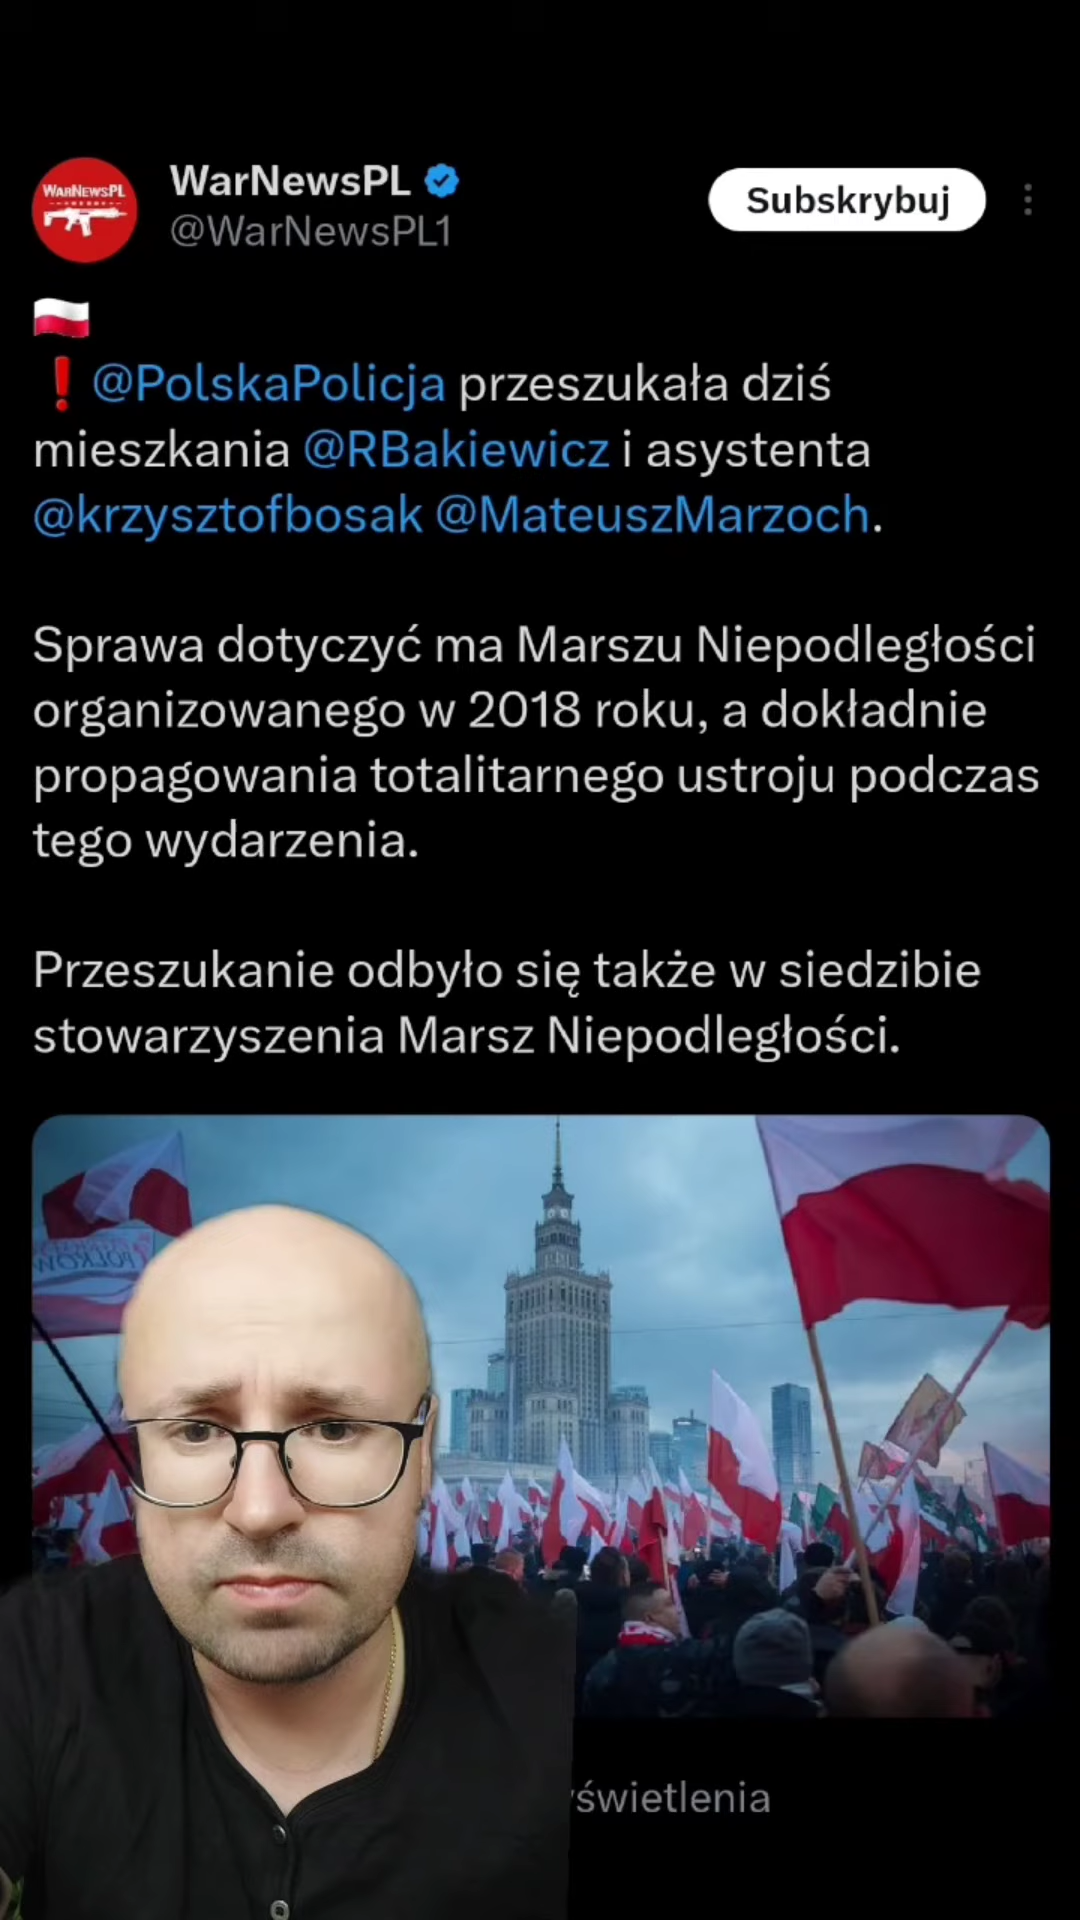 WARNEWSPL
WarNewsPL
@WarNewsPL1
Subskrybuj
🇵🇱
❗@PolskaPolicja przeszukała dziś
mieszkania @RBakiewicz i asystenta
@krzysztofbosak @MateuszMarzoch.
Sprawa dotyczyć ma Marszu Niepodległości
organizowanego w 2018 roku, a dokładnie
propagowania totalitarnego ustroju podczas
tego wydarzenia.
Przeszukanie odbyło się także w siedzibie
stowarzyszenia Marsz Niepodległości.